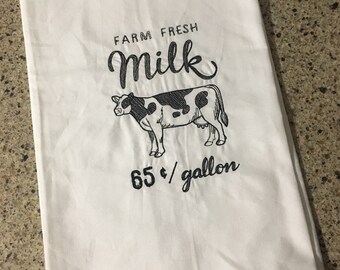 FARM FRESH
Milk
65 ¢/ gallon